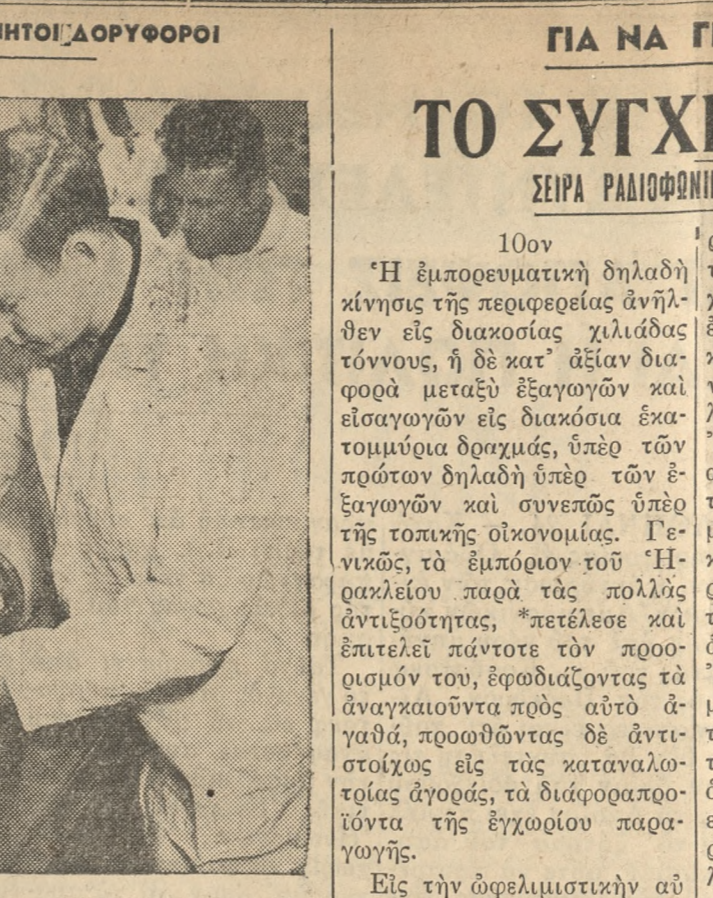 ΔΟΡΥΦΟΡΟΙ
ΓΙΑ ΝΑ
ΤΟ
ΣΕΙΡΑ
10ον
Ἡ ἐμπορευματικὴ δηλαδὴ
κίνησις τῆς περιφερείας ἀνῆλ-
θεν εἰς διακοσίας χιλιάδας
τόννους, ἡ δὲ κατ’ ἀξίαν δια-
φορὰ μεταξὺ ἐξαγωγῶν καὶ
εἰσαγωγῶν εἰς διακόσια ἑκα-
τομμύρια δραχμάς, ὑπὲρ τῶν
πρώτων δηλαδὴ ὑπὲρ τῶν ἐ-
ξαγωγῶν καὶ συνεπῶς ὑπὲρ
τῆς τοπικῆς οἰκονομίας. Γε-
νικῶς, τὸ ἐμπόριον τοῦ Ἡ-
ρακλείου παρὰ τὰς πολλὰς
ἀντιξοότητας, *πετέλεσε καὶ
ἐπιτελεῖ πάντοτε τὸν προο-
ρισμόν του, ἐφωδιάζοντας τὰ
ἀναγκαιοῦντα πρὸς αὐτὸ ἀ-
γαθά, προωθῶντας δὲ ἀντι-
στοίχως εἰς τὰς καταναλω-
τρίας ἀγοράς, τὰ διάφοραπρο-
ϊόντα τῆς ἐγχωρίου παρα-
γωγῆς.
Εἰς τὴν ὠφελιμιστικὴν αὐ